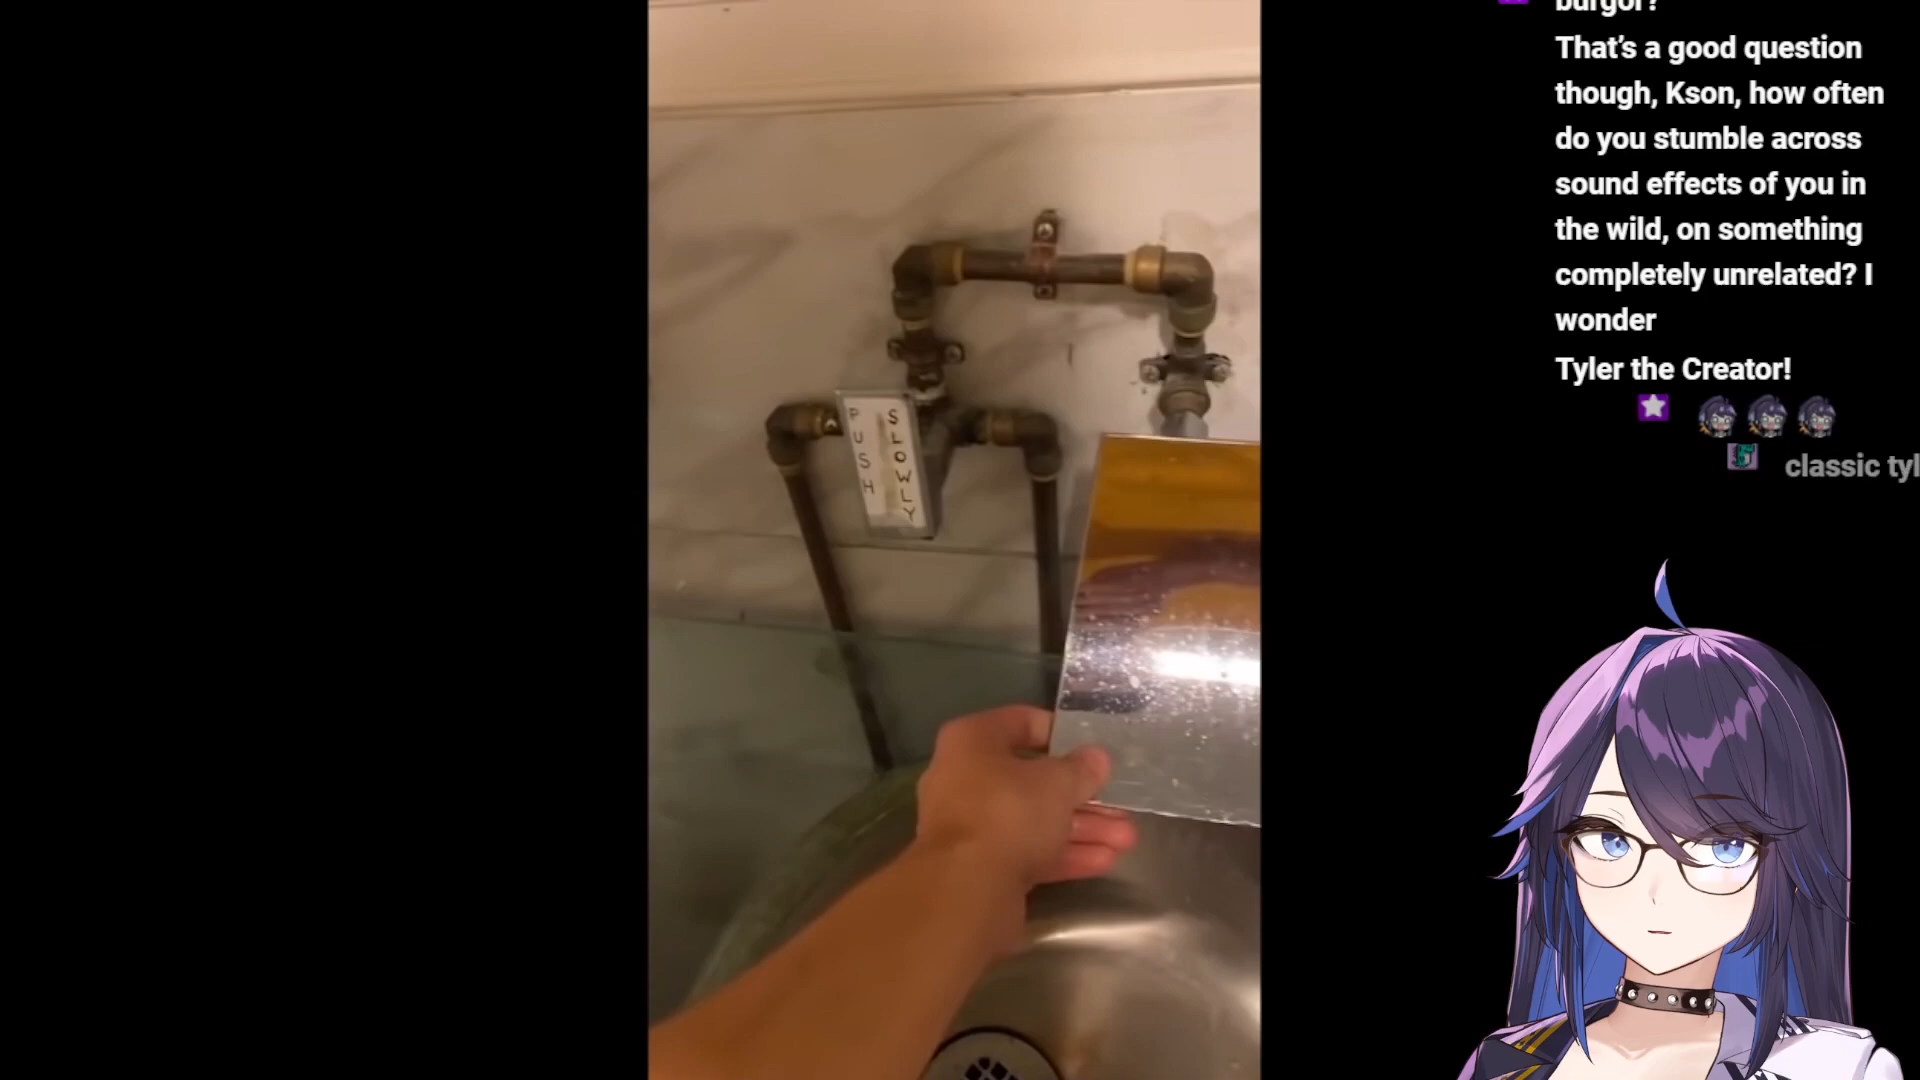 burgor?
That’s a good question
though, Kson, how often
do you stumble across
sound effects of you in
the wild, on something
completely unrelated? I
wonder
Tyler the Creator!
classic tyl
PUSH
SLOWLY